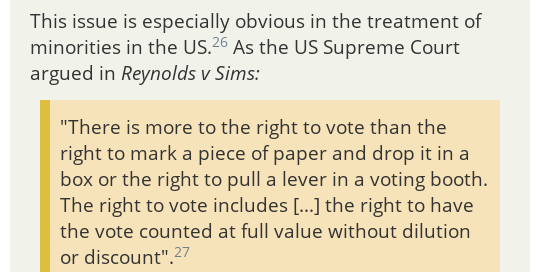 This issue is especially obvious in the treatment of
minorities in the US.26 As the US Supreme Court
argued in Reynolds v Sims:
"There is more to the right to vote than the
right to mark a piece of paper and drop it in a
box or the right to pull a lever in a voting booth.
The right to vote includes [...] the right to have
the vote counted at full value without dilution
or discount".27